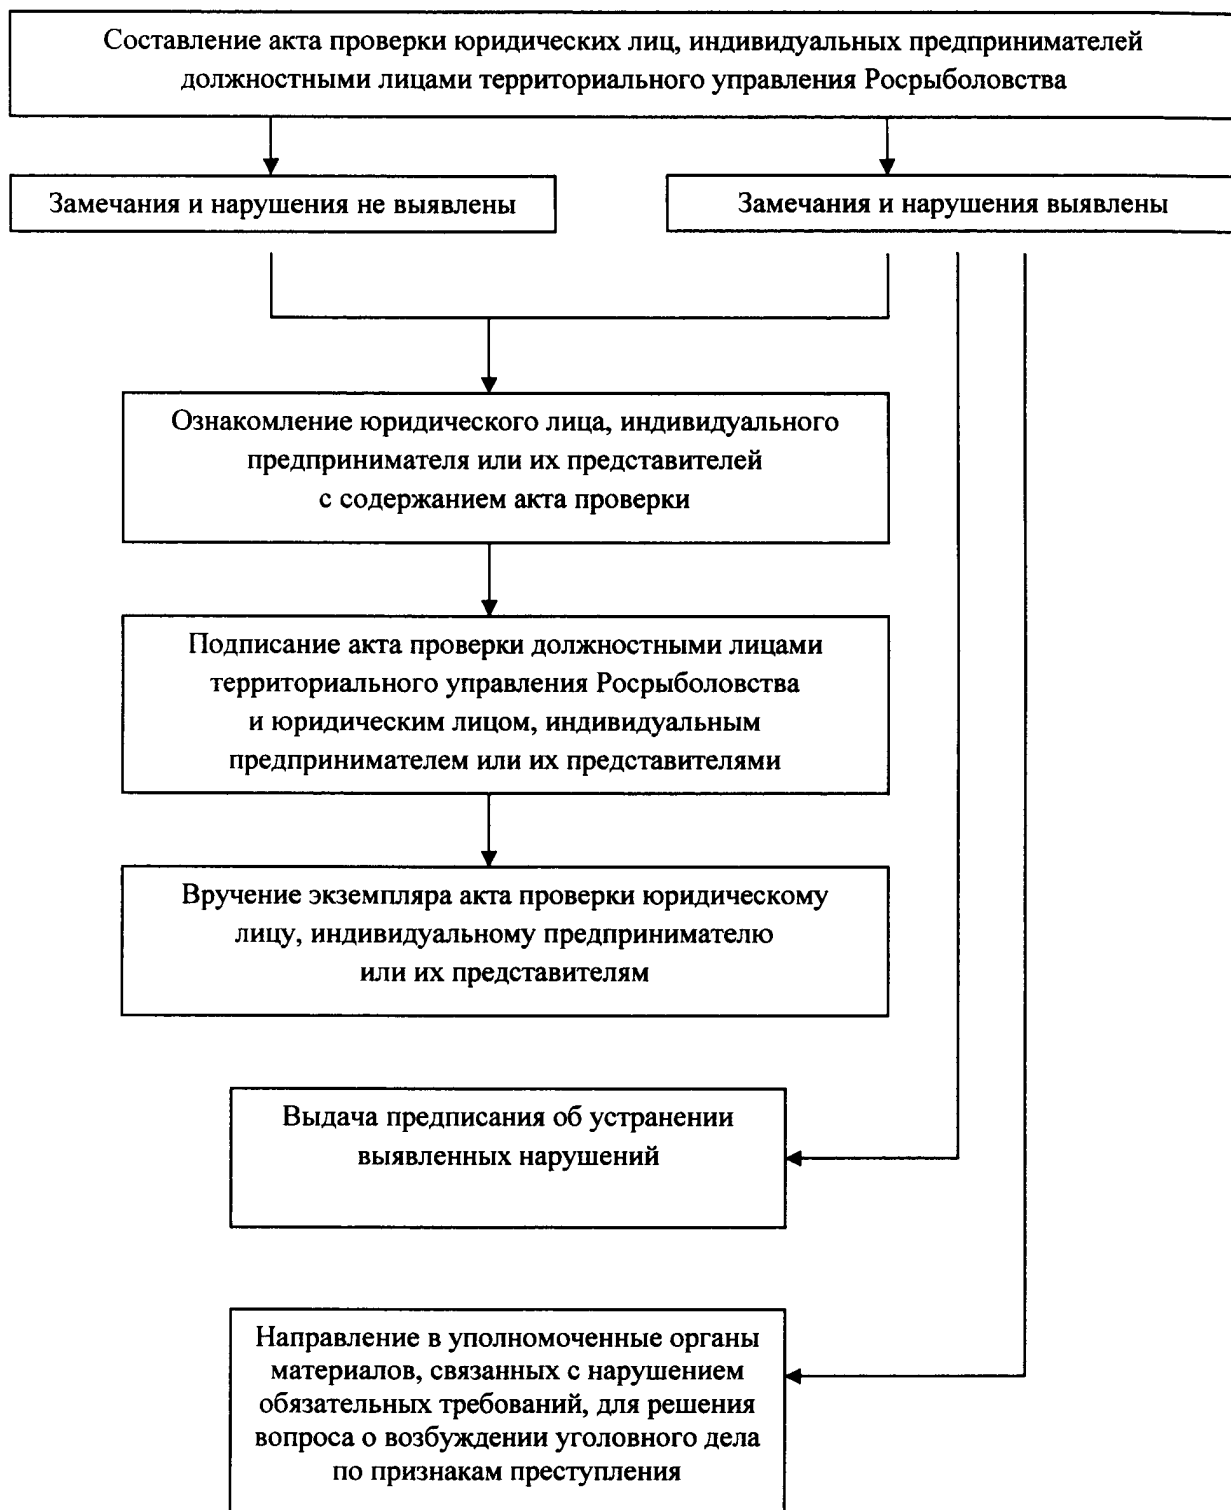 Составление акта проверки юридических лиц, индивидуальных предпринимателей
должностными лицами территориального управления Росрыболовства
Замечания и нарушения не выявлены
Замечания и нарушения выявлены
Ознакомление юридического лица, индивидуального
предпринимателя или их представителей
с содержанием акта проверки
Подписание акта проверки должностными лицами
территориального управления Росрыболовства
и юридическим лицом, индивидуальным
предпринимателем или их представителями
Вручение экземпляра акта проверки юридическому
лицу, индивидуальному предпринимателю
или их представителям
Выдача предписания об устранении
выявленных нарушений
Направление в уполномоченные органы
материалов, связанных с нарушением
обязательных требований, для решения
вопроса о возбуждении уголовного дела
по признакам преступления